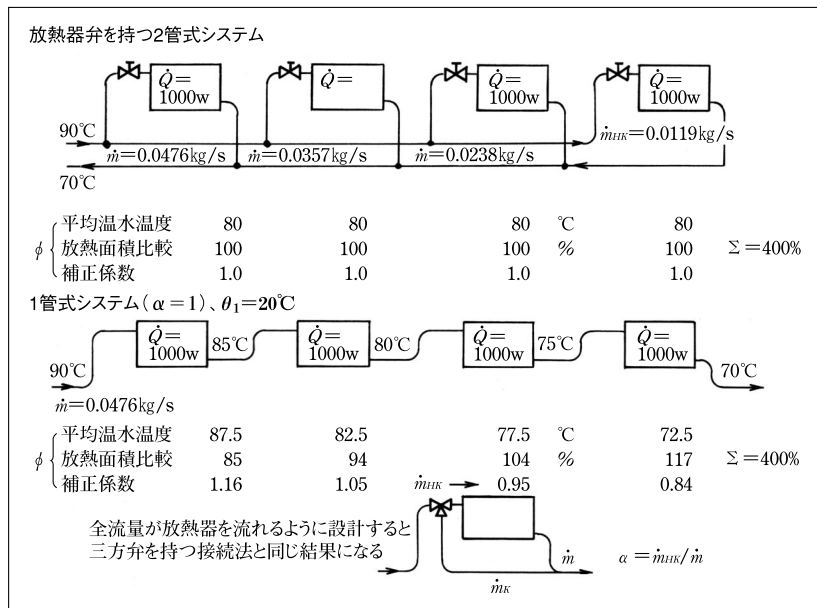 放熱器弁を持つ2管式システム
Q̇=
1000w
Q̇=
Q̇=
1000w
Q̇=
1000w
90℃
ṁ=0.0476kg/s
ṁ=0.0357kg/s
ṁ=0.0238kg/s
ṁHK=0.0119kg/s
70℃
平均温水温度 80 80 80 ℃ 80
φ 放熱面積比較 100 100 100 % 100 Σ=400%
補正係数 1.0 1.0 1.0 1.0
1管式システム(α=1)、θ₁=20℃
Q̇=
1000w
85℃
Q̇=
1000w
80℃
Q̇=
1000w
75℃
Q̇=
1000w
90℃
70℃
ṁ=0.0476kg/s
平均温水温度 87.5 82.5 77.5 ℃ 72.5
φ 放熱面積比較 85 94 104 % 117 Σ=400%
補正係数 1.16 1.05 0.95 0.84
ṁHK
全流量が放熱器を流れるように設計すると
三方弁を持つ接続法と同じ結果になる
ṁ
α=ṁHK/ṁ
ṁK